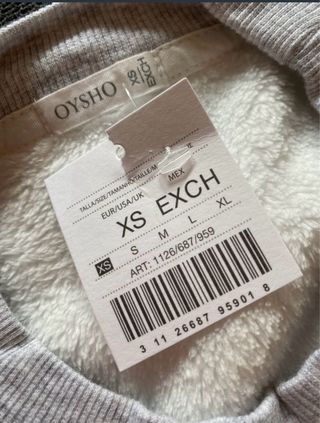 OYSHO
XS
EXCH
TALLA/SIZE/TAMANHO/TAILLE/M
EUR/USA/UK
MEX
XS EXCH
XS S M L XL
ART: 1126/687/959
3 11 26687 95901 8